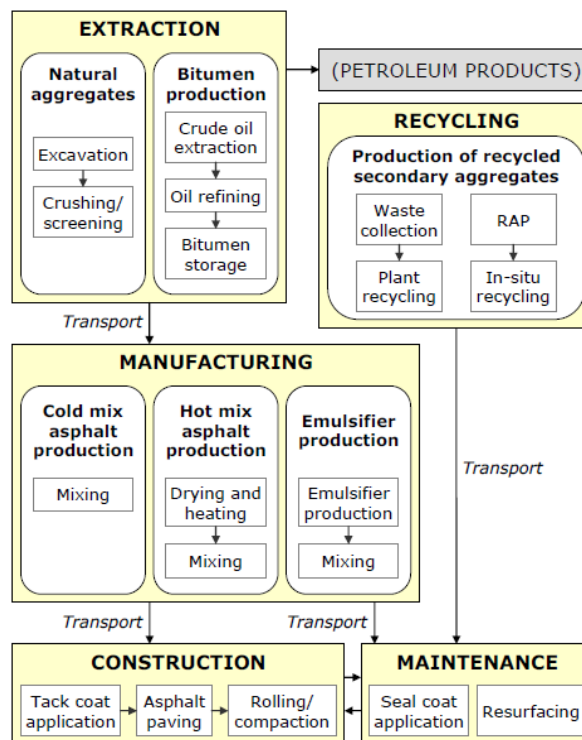 EXTRACTION
Natural
aggregates
Excavation
Crushing/
screening
Bitumen
production
Crude oil
extraction
Oil refining
Bitumen
storage
(PETROLEUM PRODUCTS)
RECYCLING
Production of recycled
secondary aggregates
Waste
collection
Plant
recycling
RAP
In-situ
recycling
Transport
MANUFACTURING
Cold mix
asphalt
production
Mixing
Hot mix
asphalt
production
Drying and
heating
Mixing
Emulsifier
production
Emulsifier
production
Mixing
Transport
Transport
Transport
CONSTRUCTION
Tack coat
application
Asphalt
paving
Rolling/
compaction
MAINTENANCE
Seal coat
application
Resurfacing